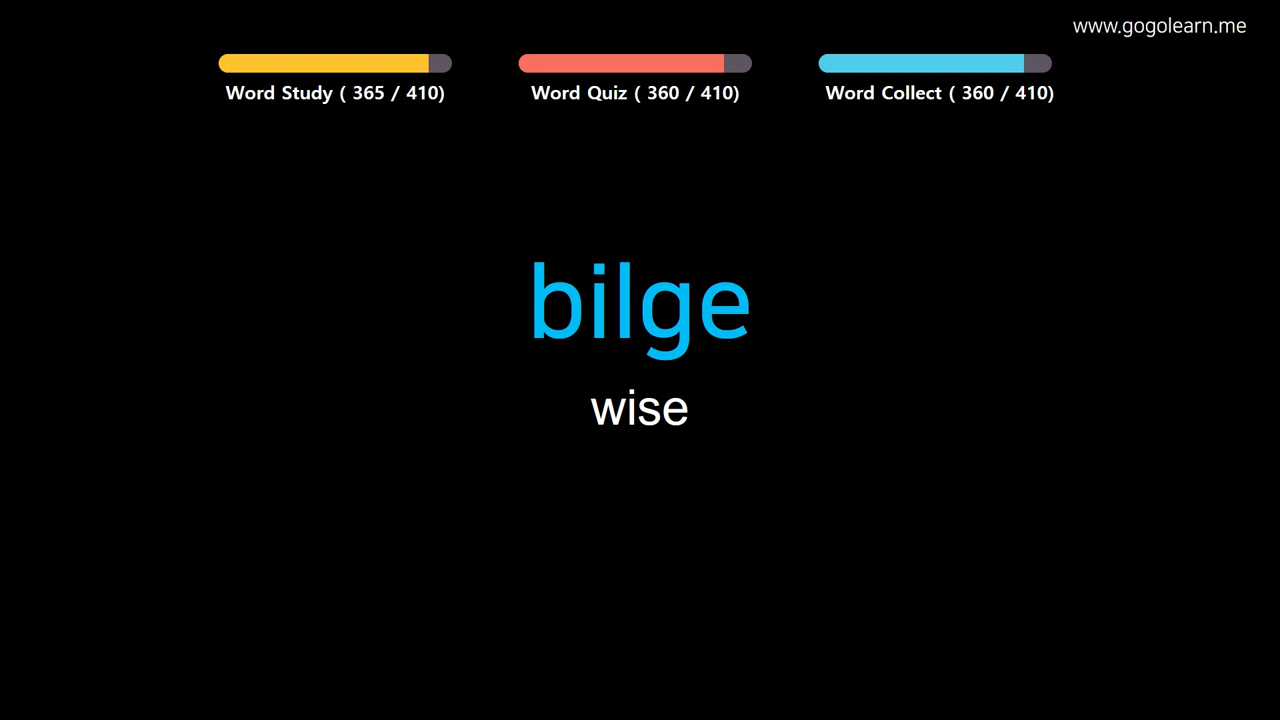 www.gogolearn.me
Word Study ( 365 / 410)
Word Quiz ( 360 / 410)
Word Collect ( 360 / 410)
bilge
wise